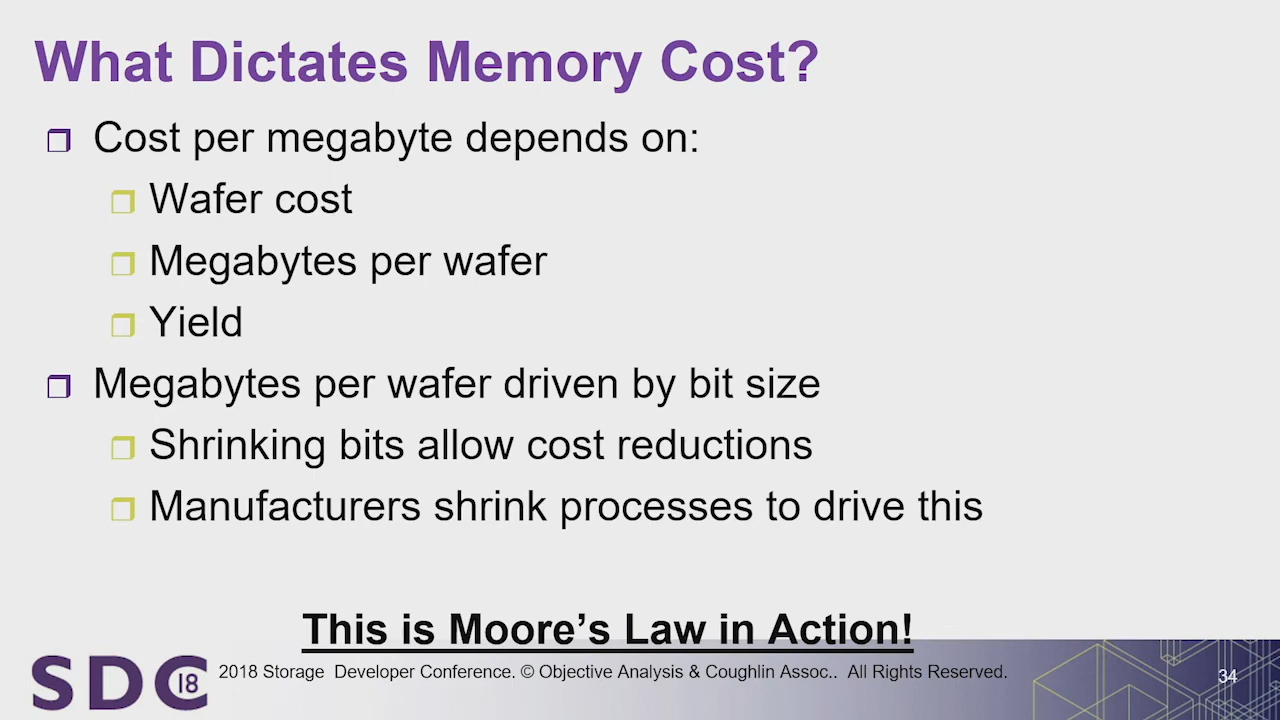 What Dictates Memory Cost?
Cost per megabyte depends on:
Wafer cost
Megabytes per wafer
Yield
Megabytes per wafer driven by bit size
Shrinking bits allow cost reductions
Manufacturers shrink processes to drive this
This is Moore’s Law in Action!
SDC 18
2018 Storage Developer Conference. © Objective Analysis & Coughlin Assoc.. All Rights Reserved.
34